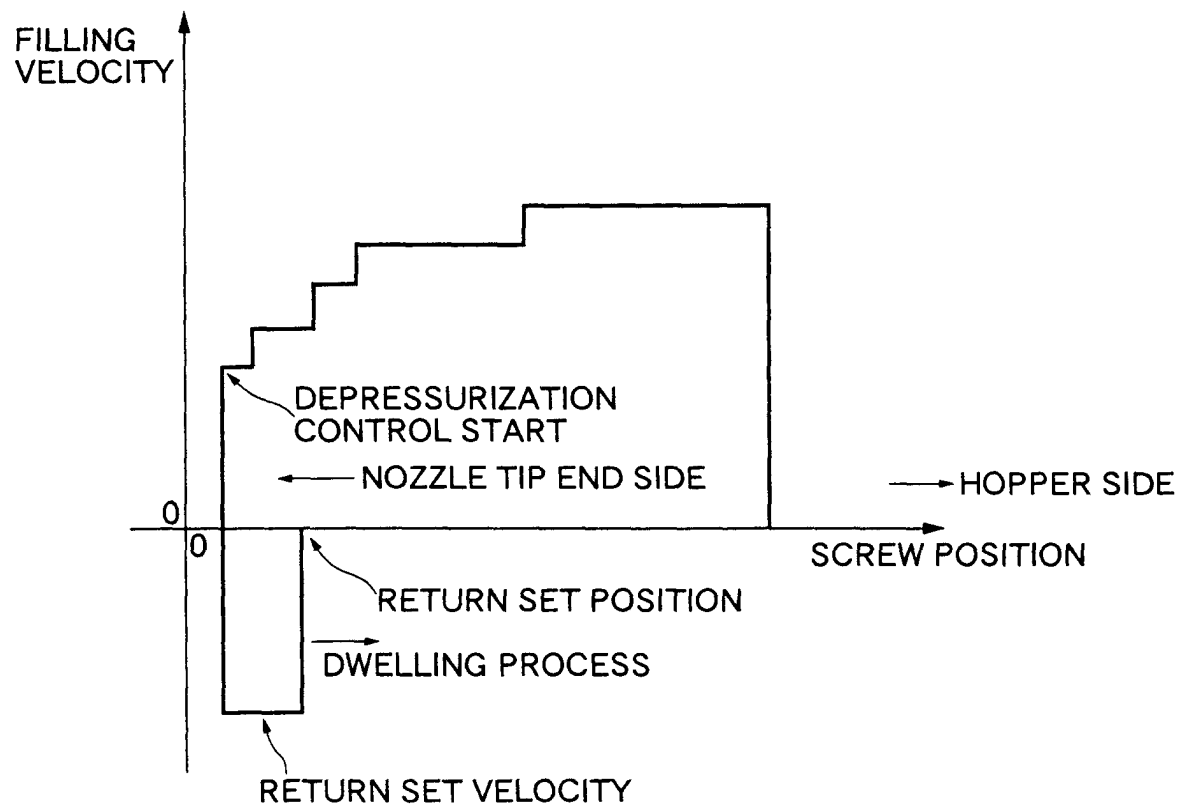 FILLING
VELOCITY
DEPRESSURIZATION
CONTROL START
NOZZLE TIP END SIDE
HOPPER SIDE
0
0
SCREW POSITION
RETURN SET POSITION
DWELLING PROCESS
RETURN SET VELOCITY